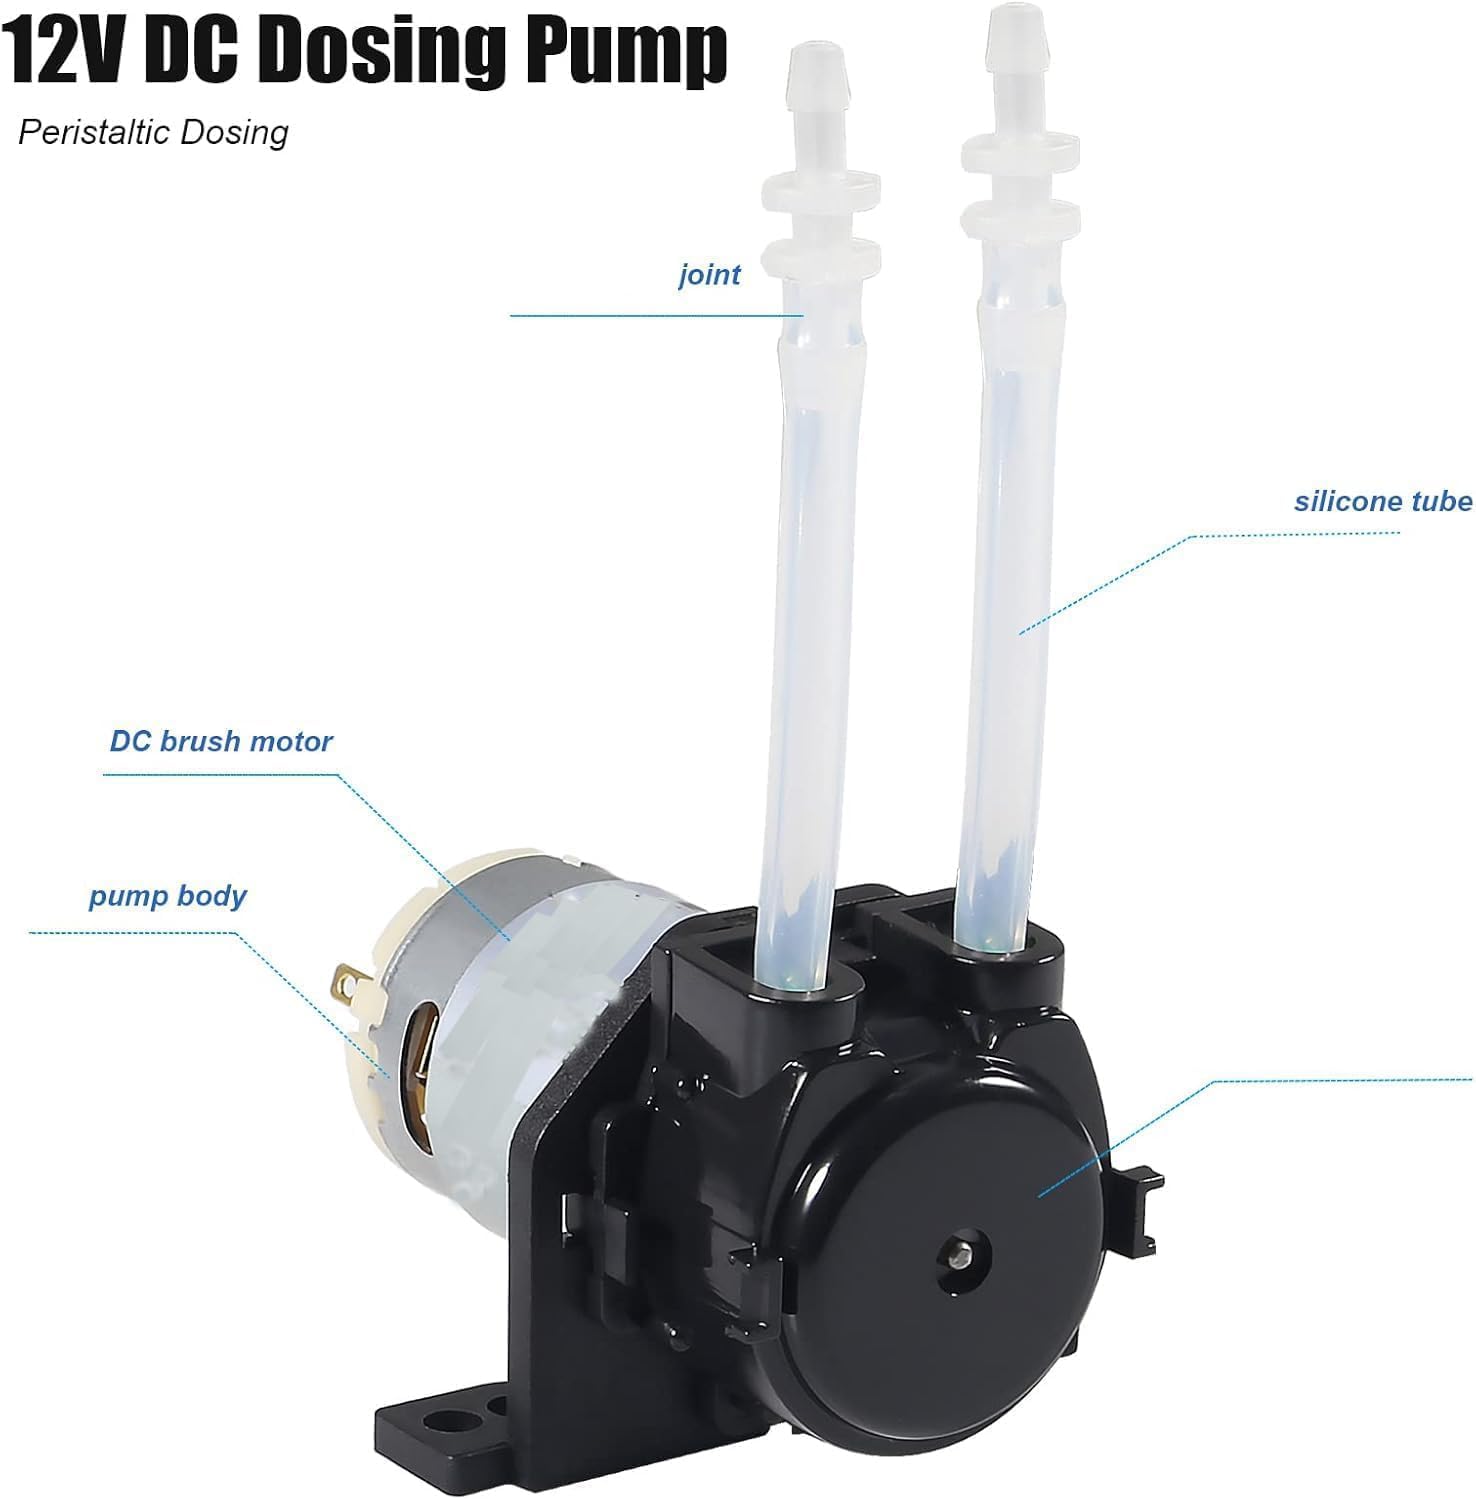 12V DC Dosing Pump
Peristaltic Dosing
joint
silicone tube
DC brush motor
pump body